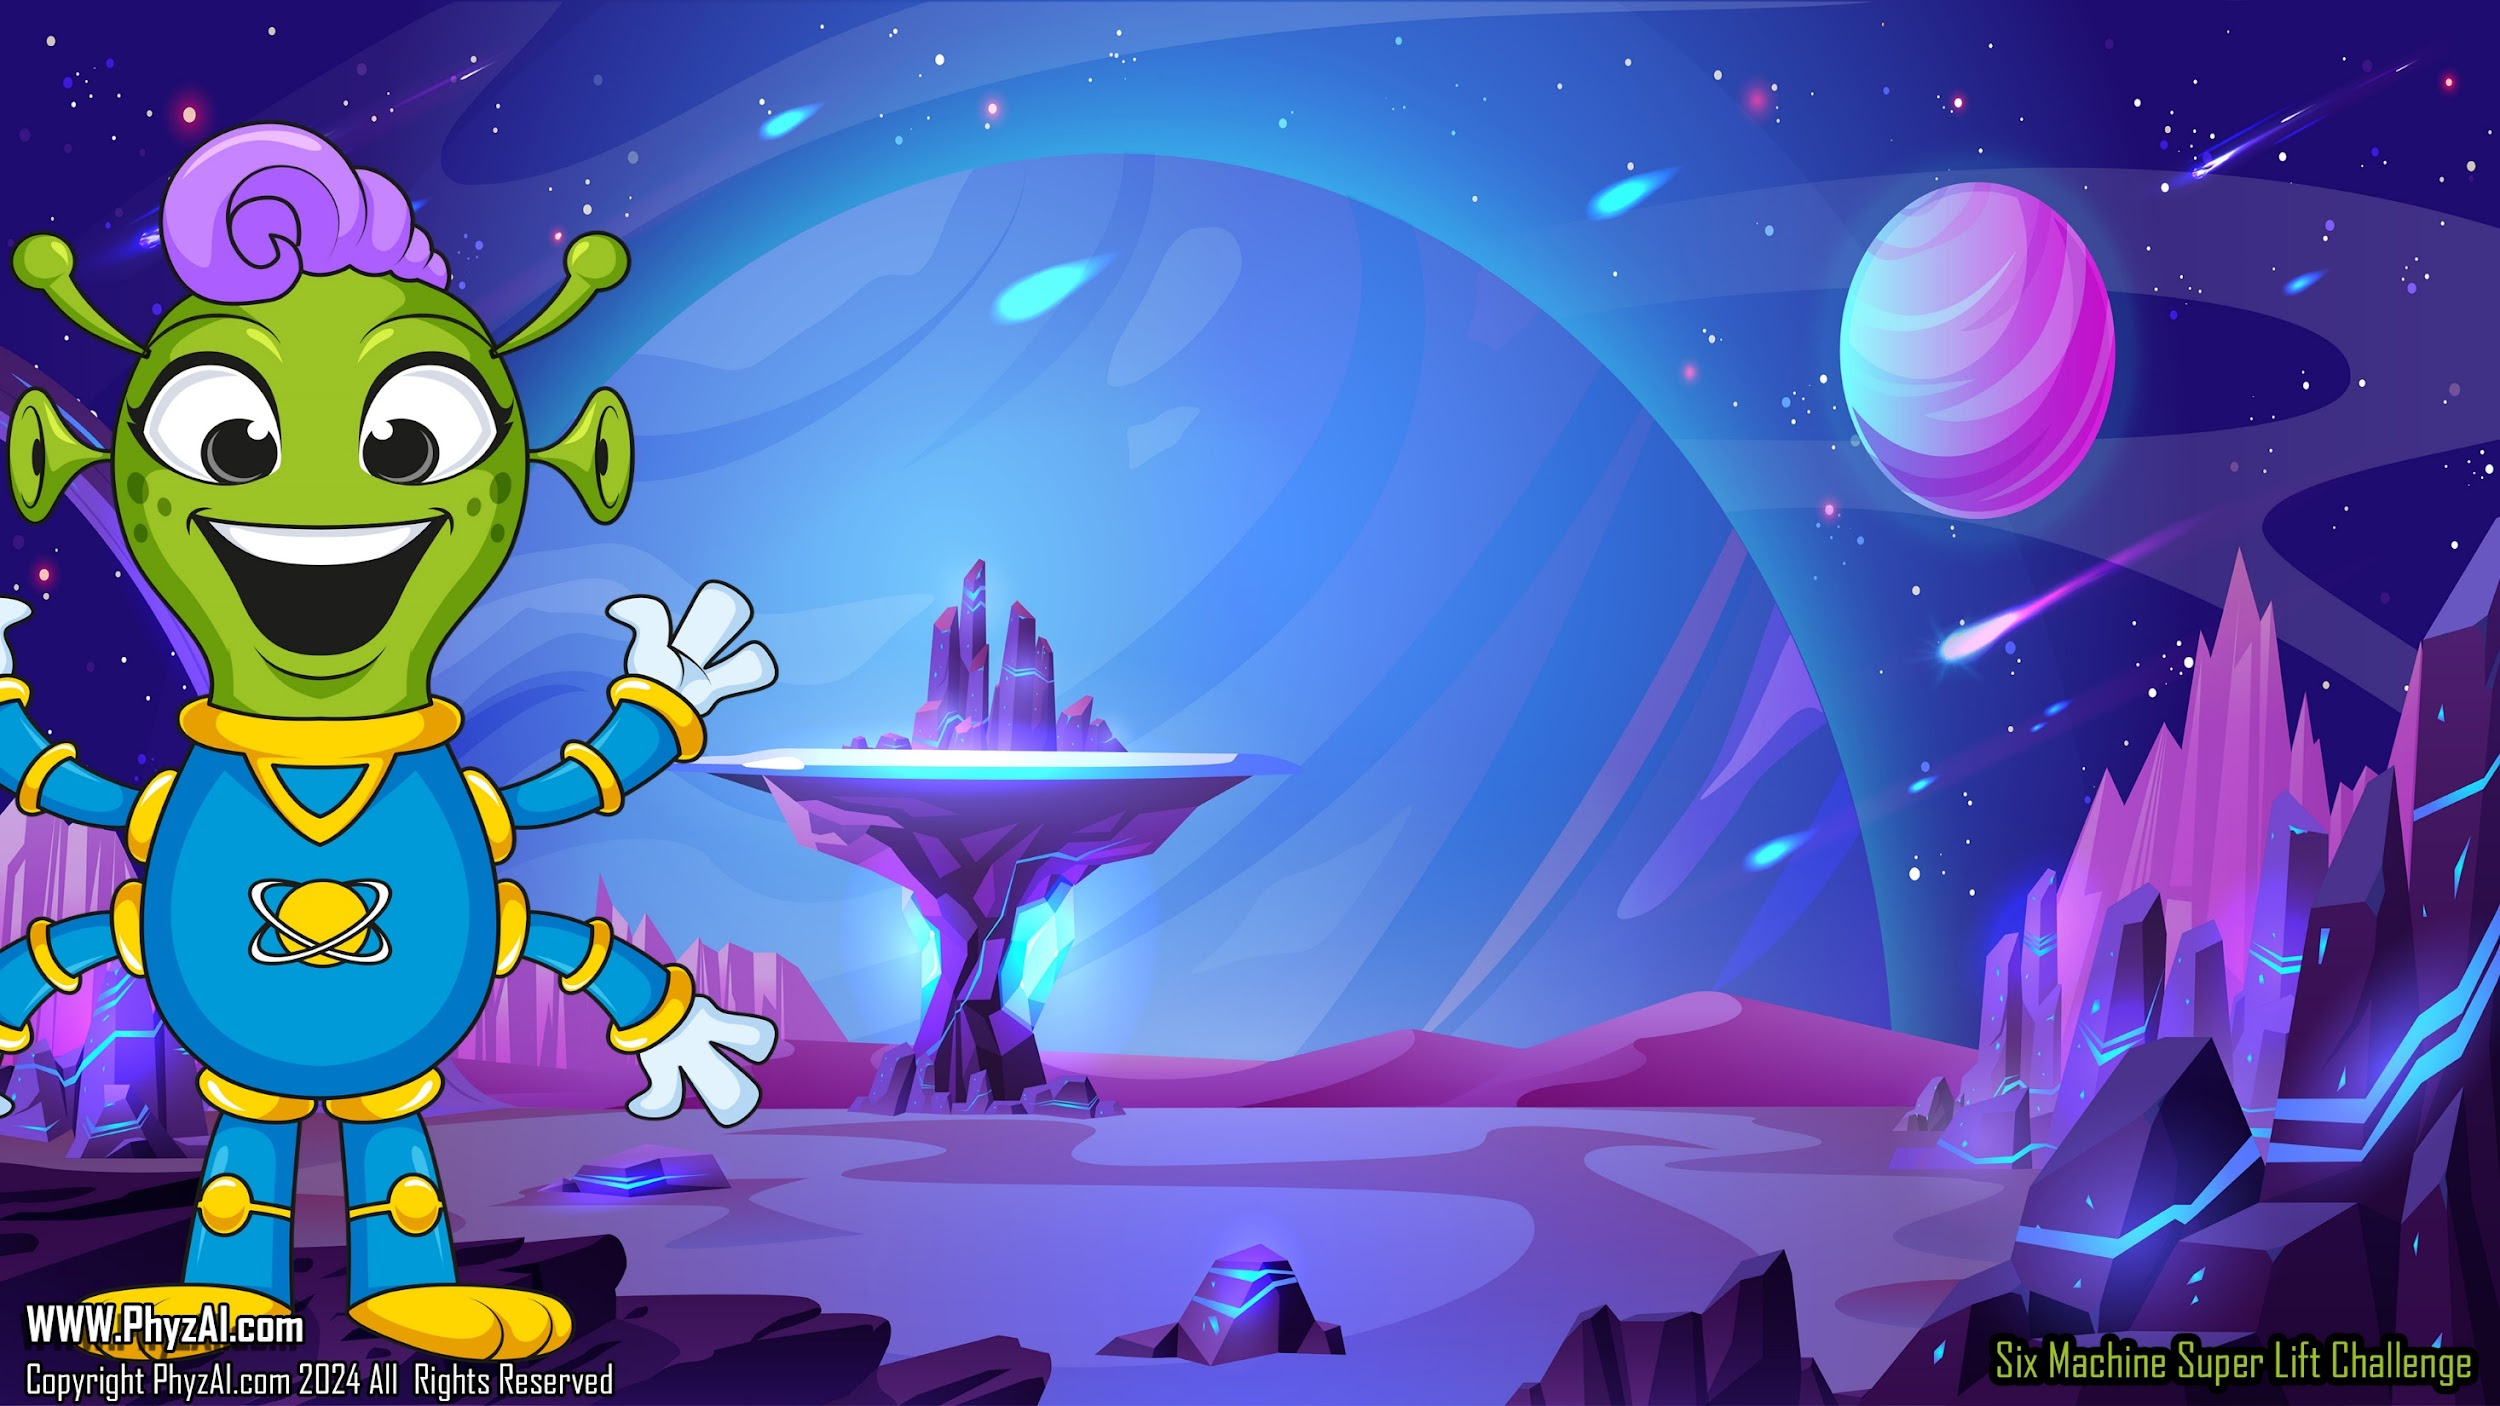 WWW.PhyzAI.com
Copyright PhyzAI.com 2024 All Rights Reserved
Six Machine Super Lift Challenge